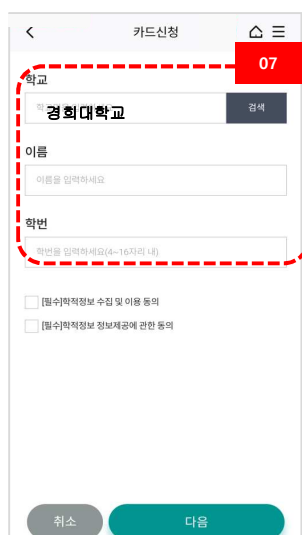 카드신청
07
학교
경희대학교
검색
이름
이름을 입력하세요
학번
학번을 입력하세요(4~16자리 내)
[필수]학적정보 수집 및 이용 동의
[필수]학적정보 정보제공에 관한 동의
취소 다음